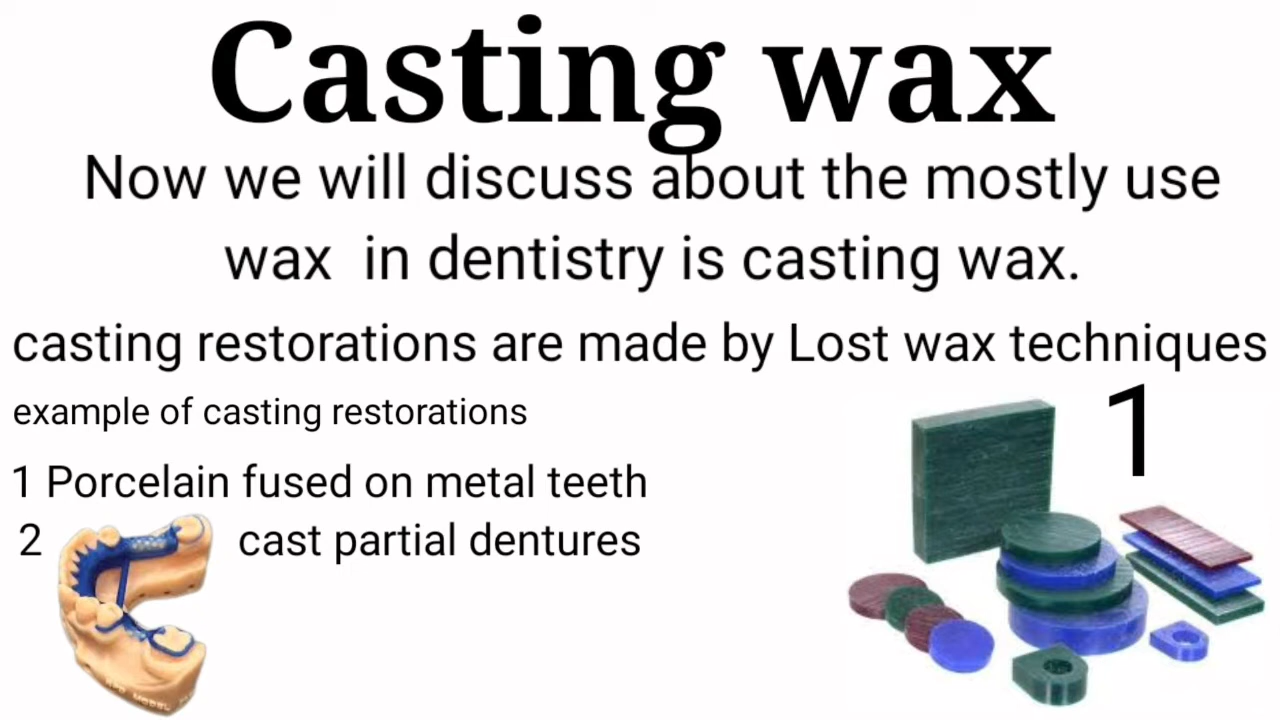 Casting wax
Now we will discuss about the mostly use
wax in dentistry is casting wax.
casting restorations are made by Lost wax techniques
example of casting restorations
1
1 Porcelain fused on metal teeth
2 cast partial dentures